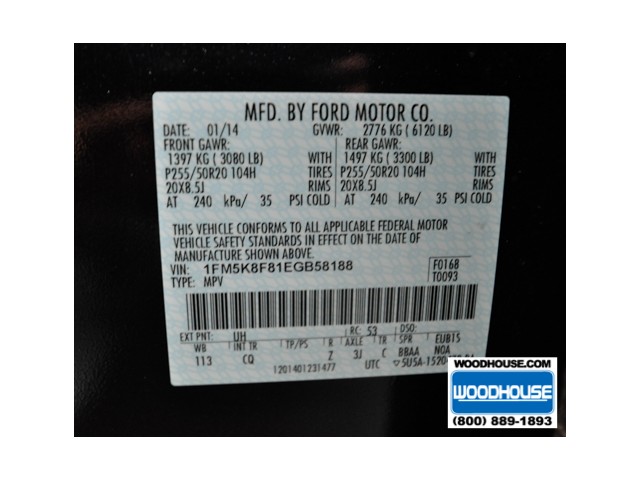 MFD. BY FORD MOTOR CO.
DATE: 01/14 GVWR: 2776 KG ( 6120 LB)
FRONT GAWR: REAR GAWR:
1397 KG ( 3080 LB) WITH 1497 KG ( 3300 LB) WITH
P255/50R20 104H TIRES P255/50R20 104H TIRES
20X8.5J RIMS 20X8.5J RIMS
AT 240 kPa/ 35 PSI COLD AT 240 kPa/ 35 PSI COLD
THIS VEHICLE CONFORMS TO ALL APPLICABLE FEDERAL MOTOR
VEHICLE SAFETY STANDARDS IN EFFECT ON THE DATE OF
MANUFACTURE SHOWN ABOVE.
VIN: 1FM5K8F81EGB58188 F0168
TYPE: MPV T0093
EXT PNT: UH RC: 53 DSO:
WB INT TR TP/PS R AXLE TR SPR EUB1S
113 CQ Z 3J C BBAA NOA
1201401231477 UTC
WWW.WOODHOUSE.COM
WOODHOUSE
(800) 889-1893